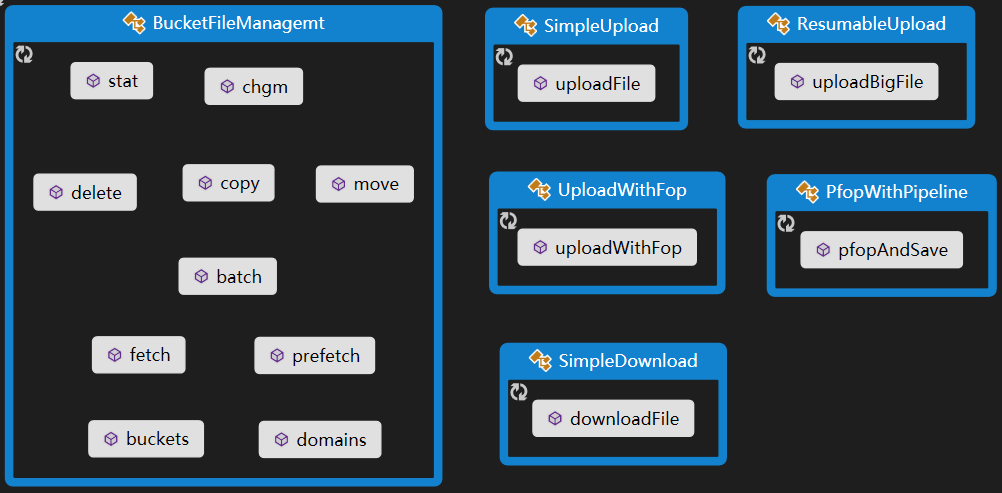 BucketFileManagemt
stat
chgm
delete
copy
move
batch
fetch
prefetch
buckets
domains
SimpleUpload
uploadFile
ResumableUpload
uploadBigFile
UploadWithFop
uploadWithFop
PfopWithPipeline
pfopAndSave
SimpleDownload
downloadFile